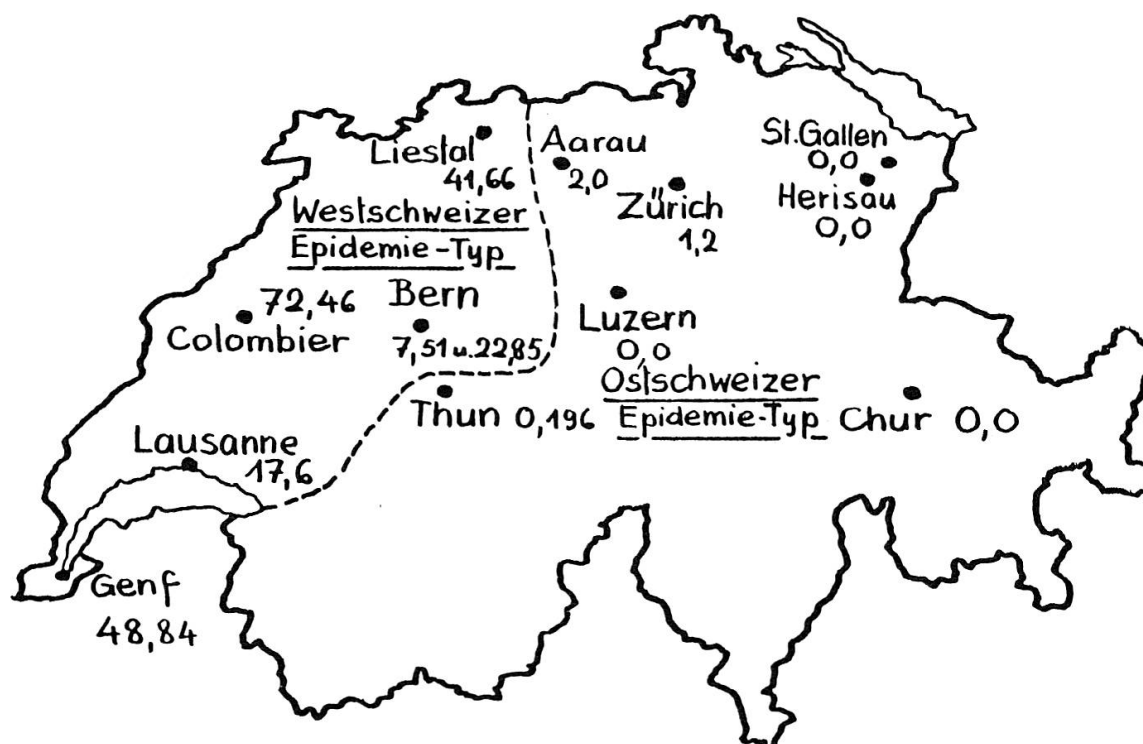 Liestal
41,66
Aarau
2,0
Zürich
1,2
St.Gallen
0,0
Herisau
0,0
Westschweizer
Epidemie-Typ
72,46
Colombier
Bern
7,51 u. 22,85
Luzern
0,0
Ostschweizer
Epidemie-Typ
Thun 0,196
Chur 0,0
Lausanne
17,6
Genf
48,84